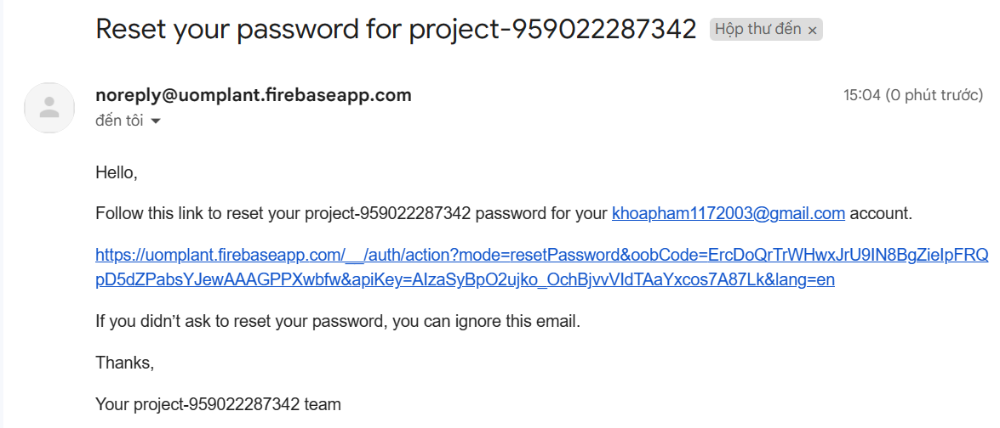 Reset your password for project-959022287342 Hộp thư đến ×
noreply@uomplant.firebaseapp.com 15:04 (0 phút trước)
đến tôi
Hello,
Follow this link to reset your project-959022287342 password for your khoapham1172003@gmail.com account.
https://uomplant.firebaseapp.com/__/auth/action?mode=resetPassword&oobCode=ErcDoQrTrWHwxJrU9IN8BgZieIpFRQ
pD5dZPabsYJewAAAGPPXwbfw&apiKey=AIzaSyBpO2ujko_OchBjvvVIdTAaYxcos7A87Lk&lang=en
If you didn’t ask to reset your password, you can ignore this email.
Thanks,
Your project-959022287342 team